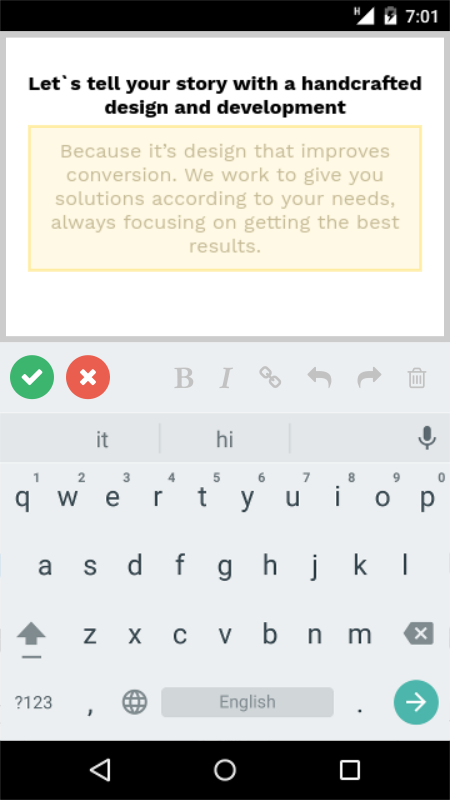 H 7:01
Let`s tell your story with a handcrafted
design and development
Because it’s design that improves
conversion. We work to give you
solutions according to your needs,
always focusing on getting the best
results.
B I
it hi
1 2 3 4 5 6 7 8 9 0
q w e r t y u i o p
a s d f g h j k l
z x c v b n m
?123 , English .